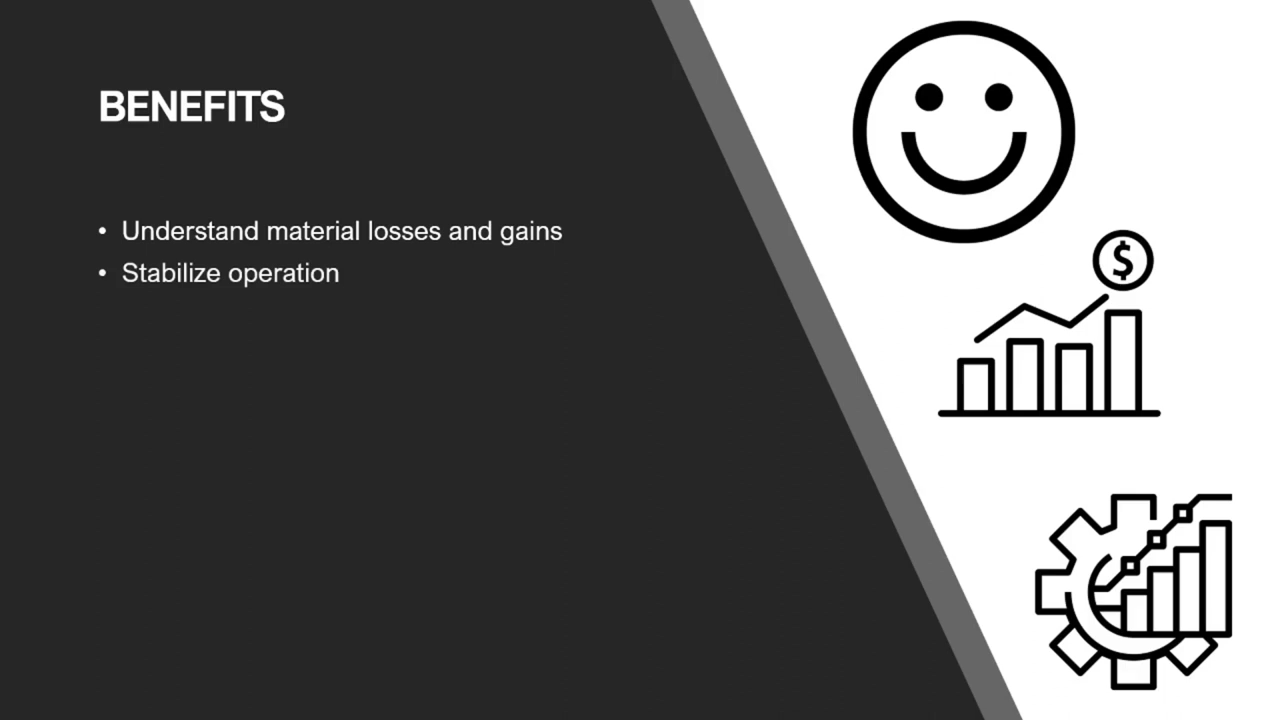 BENEFITS
• Understand material losses and gains
• Stabilize operation
$